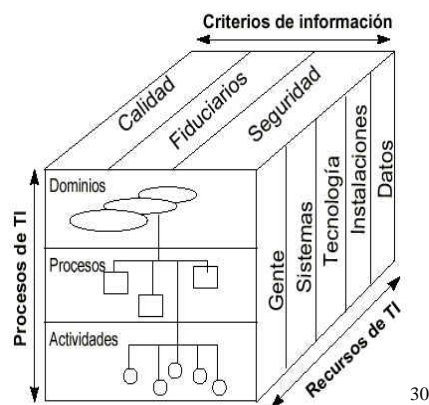 Criterios de información
Calidad
Fiduciarios
Seguridad
Procesos de TI
Dominios
Procesos
Actividades
Gente
Sistemas
Tecnología
Instalaciones
Datos
Recursos de TI
30